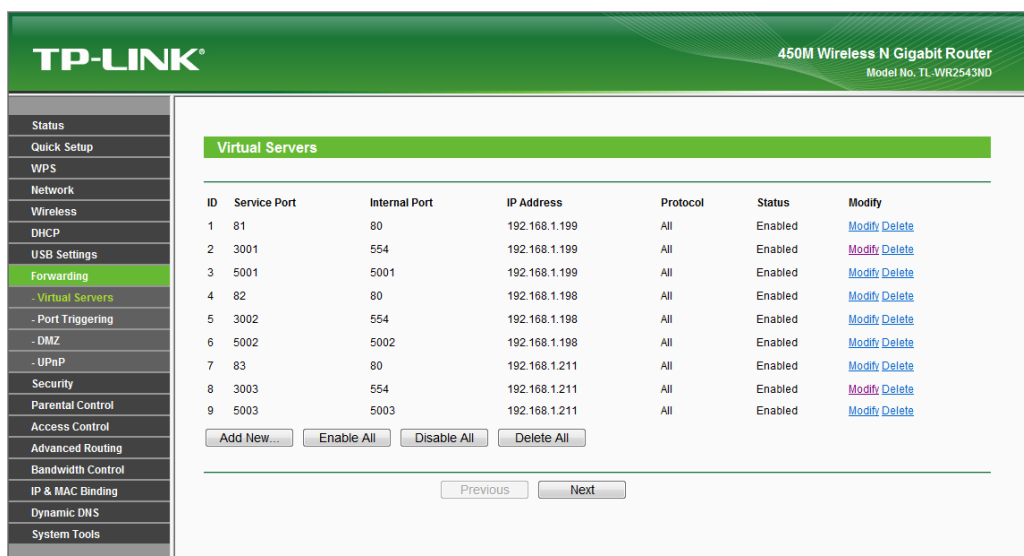 TP-LINK®
450M Wireless N Gigabit Router
Model No. TL-WR2543ND
Status
Quick Setup
WPS
Network
Wireless
DHCP
USB Settings
Forwarding
- Virtual Servers
- Port Triggering
- DMZ
- UPnP
Security
Parental Control
Access Control
Advanced Routing
Bandwidth Control
IP & MAC Binding
Dynamic DNS
System Tools
Virtual Servers
ID Service Port Internal Port IP Address Protocol Status Modify
1 81 80 192.168.1.199 All Enabled Modify Delete
2 3001 554 192.168.1.199 All Enabled Modify Delete
3 5001 5001 192.168.1.199 All Enabled Modify Delete
4 82 80 192.168.1.198 All Enabled Modify Delete
5 3002 554 192.168.1.198 All Enabled Modify Delete
6 5002 5002 192.168.1.198 All Enabled Modify Delete
7 83 80 192.168.1.211 All Enabled Modify Delete
8 3003 554 192.168.1.211 All Enabled Modify Delete
9 5003 5003 192.168.1.211 All Enabled Modify Delete
Add New... Enable All Disable All Delete All
Previous Next